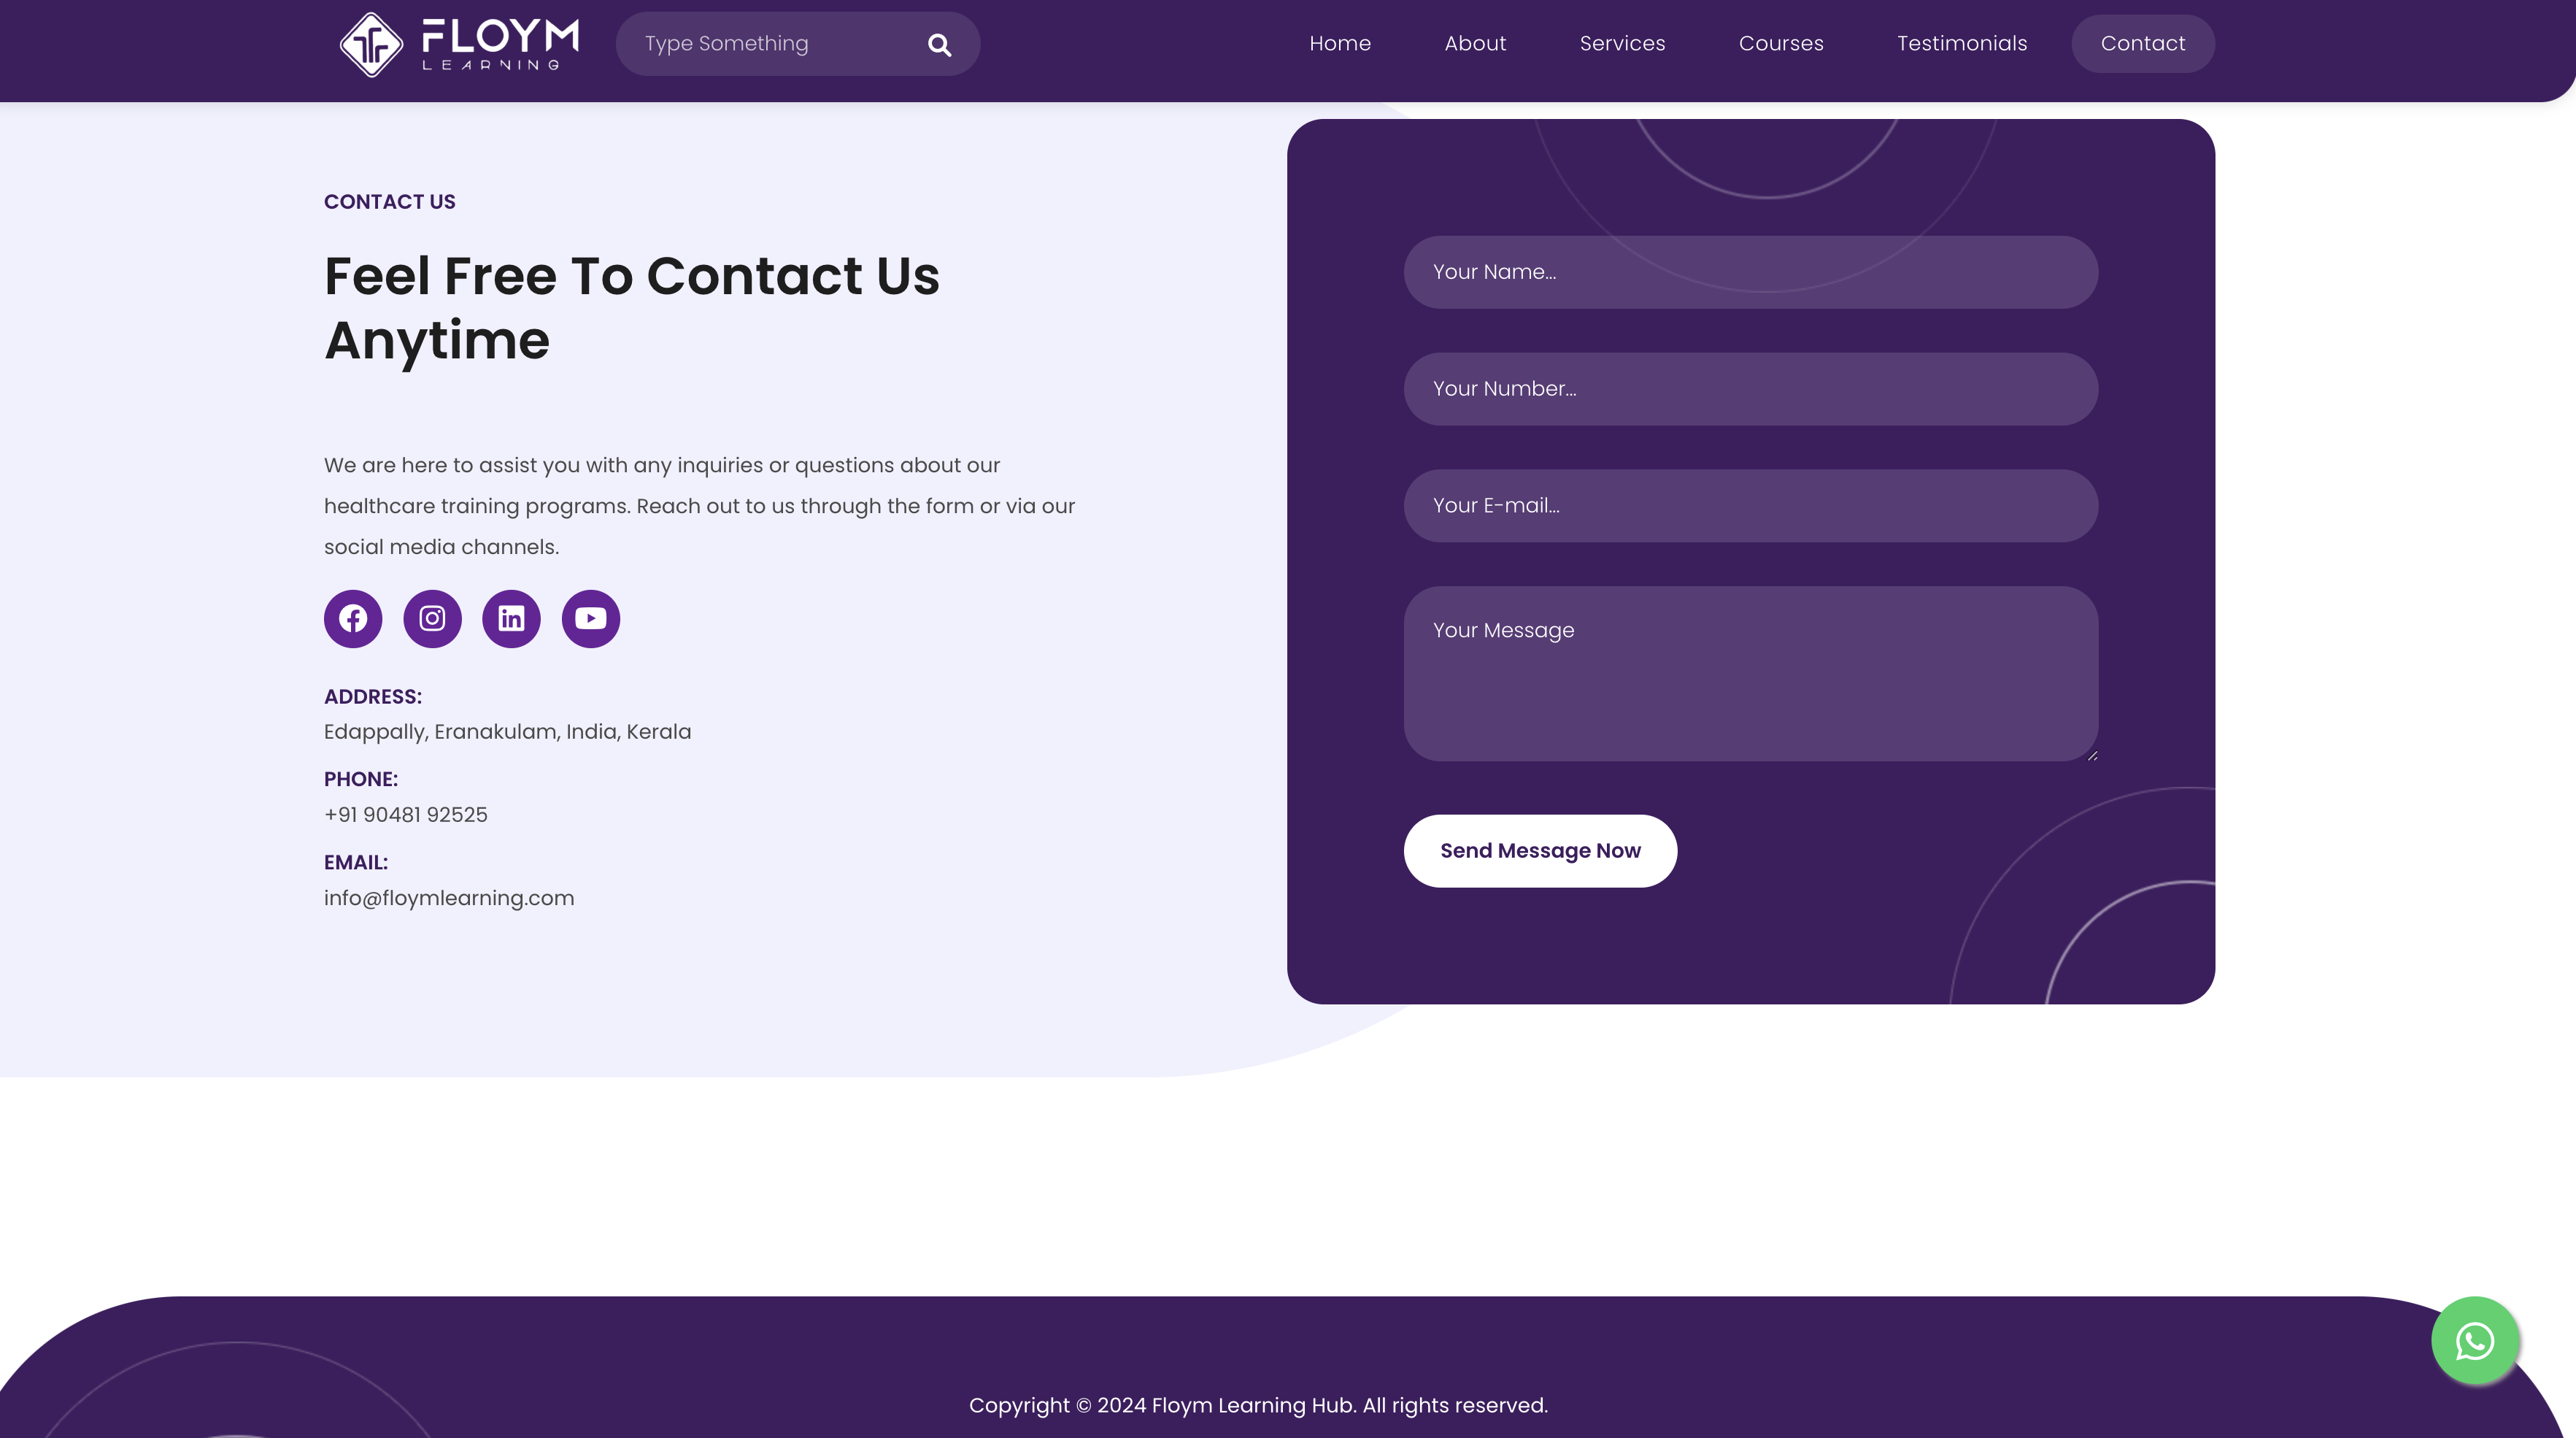 FLOYM
LEARNING
Type Something
Home
About
Services
Courses
Testimonials
Contact
CONTACT US
Feel Free To Contact Us
Anytime
We are here to assist you with any inquiries or questions about our
healthcare training programs. Reach out to us through the form or via our
social media channels.
ADDRESS:
Edappally, Eranakulam, India, Kerala
PHONE:
+91 90481 92525
EMAIL:
info@floymlearning.com
Your Name...
Your Number...
Your E-mail...
Your Message
Send Message Now
Copyright © 2024 Floym Learning Hub. All rights reserved.